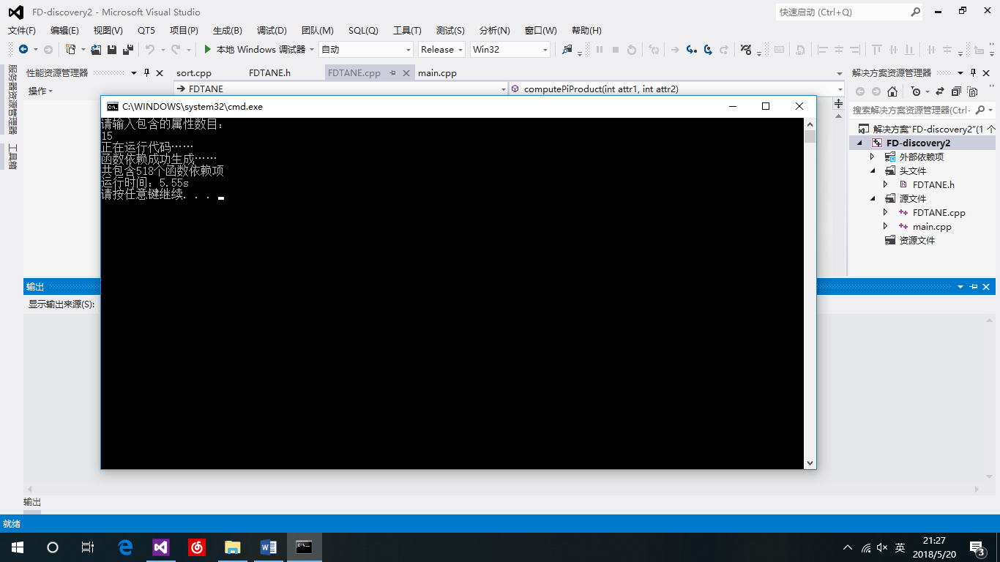 FD-discovery2 - Microsoft Visual Studio
快速启动 (Ctrl+Q)
文件(F) 编辑(E) 视图(V) QT5 项目(P) 生成(B) 调试(D) 团队(M) SQL(Q) 工具(T) 测试(S) 分析(N) 窗口(W) 帮助(H)
本地 Windows 调试器 自动 Release Win32
服务器资源管理器
工具箱
性能资源管理器
操作
sort.cpp FDTANE.h FDTANE.cpp main.cpp
FDTANE computePiProduct(int attr1, int attr2)
C:\WINDOWS\system32\cmd.exe
请输入包含的属性数目：
15
正在运行代码……
函数依赖成功生成……
共包含518个函数依赖项
运行时间：5.55s
请按任意键继续. . .
解决方案资源管理器
搜索解决方案资源管理器(Ctrl-
解决方案“FD-discovery2”(1 个
FD-discovery2
外部依赖项
头文件
FDTANE.h
源文件
FDTANE.cpp
main.cpp
资源文件
输出
显示输出来源(S):
输出
就绪
英
21:27
2018/5/20
3